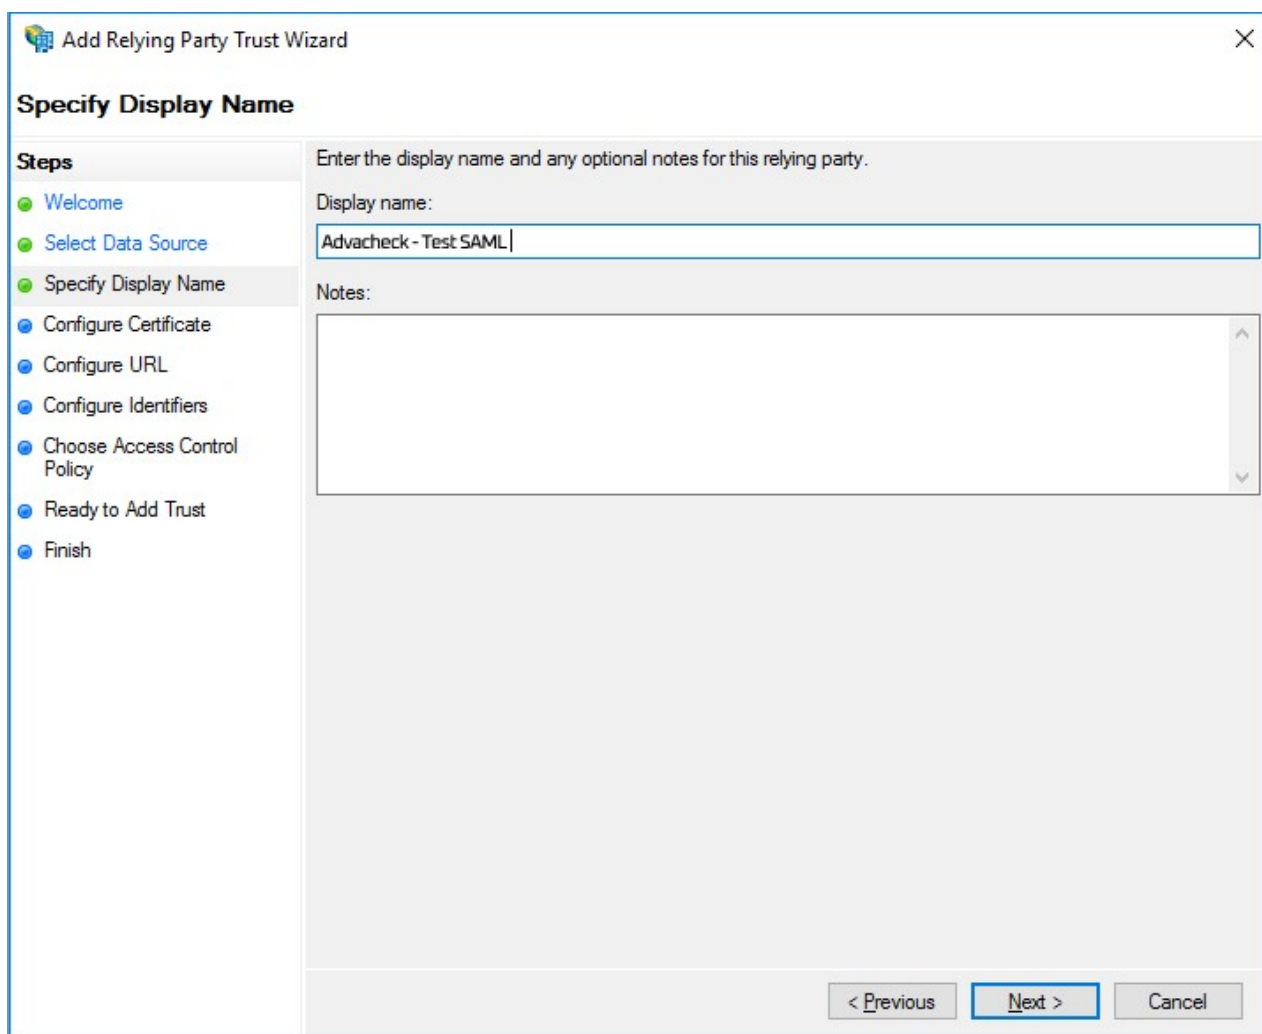 Add Relying Party Trust Wizard
Specify Display Name
Steps
Welcome
Select Data Source
Specify Display Name
Configure Certificate
Configure URL
Configure Identifiers
Choose Access Control
Policy
Ready to Add Trust
Finish
Enter the display name and any optional notes for this relying party.
Display name:
Advacheck - Test SAML
Notes:
< Previous
Next >
Cancel